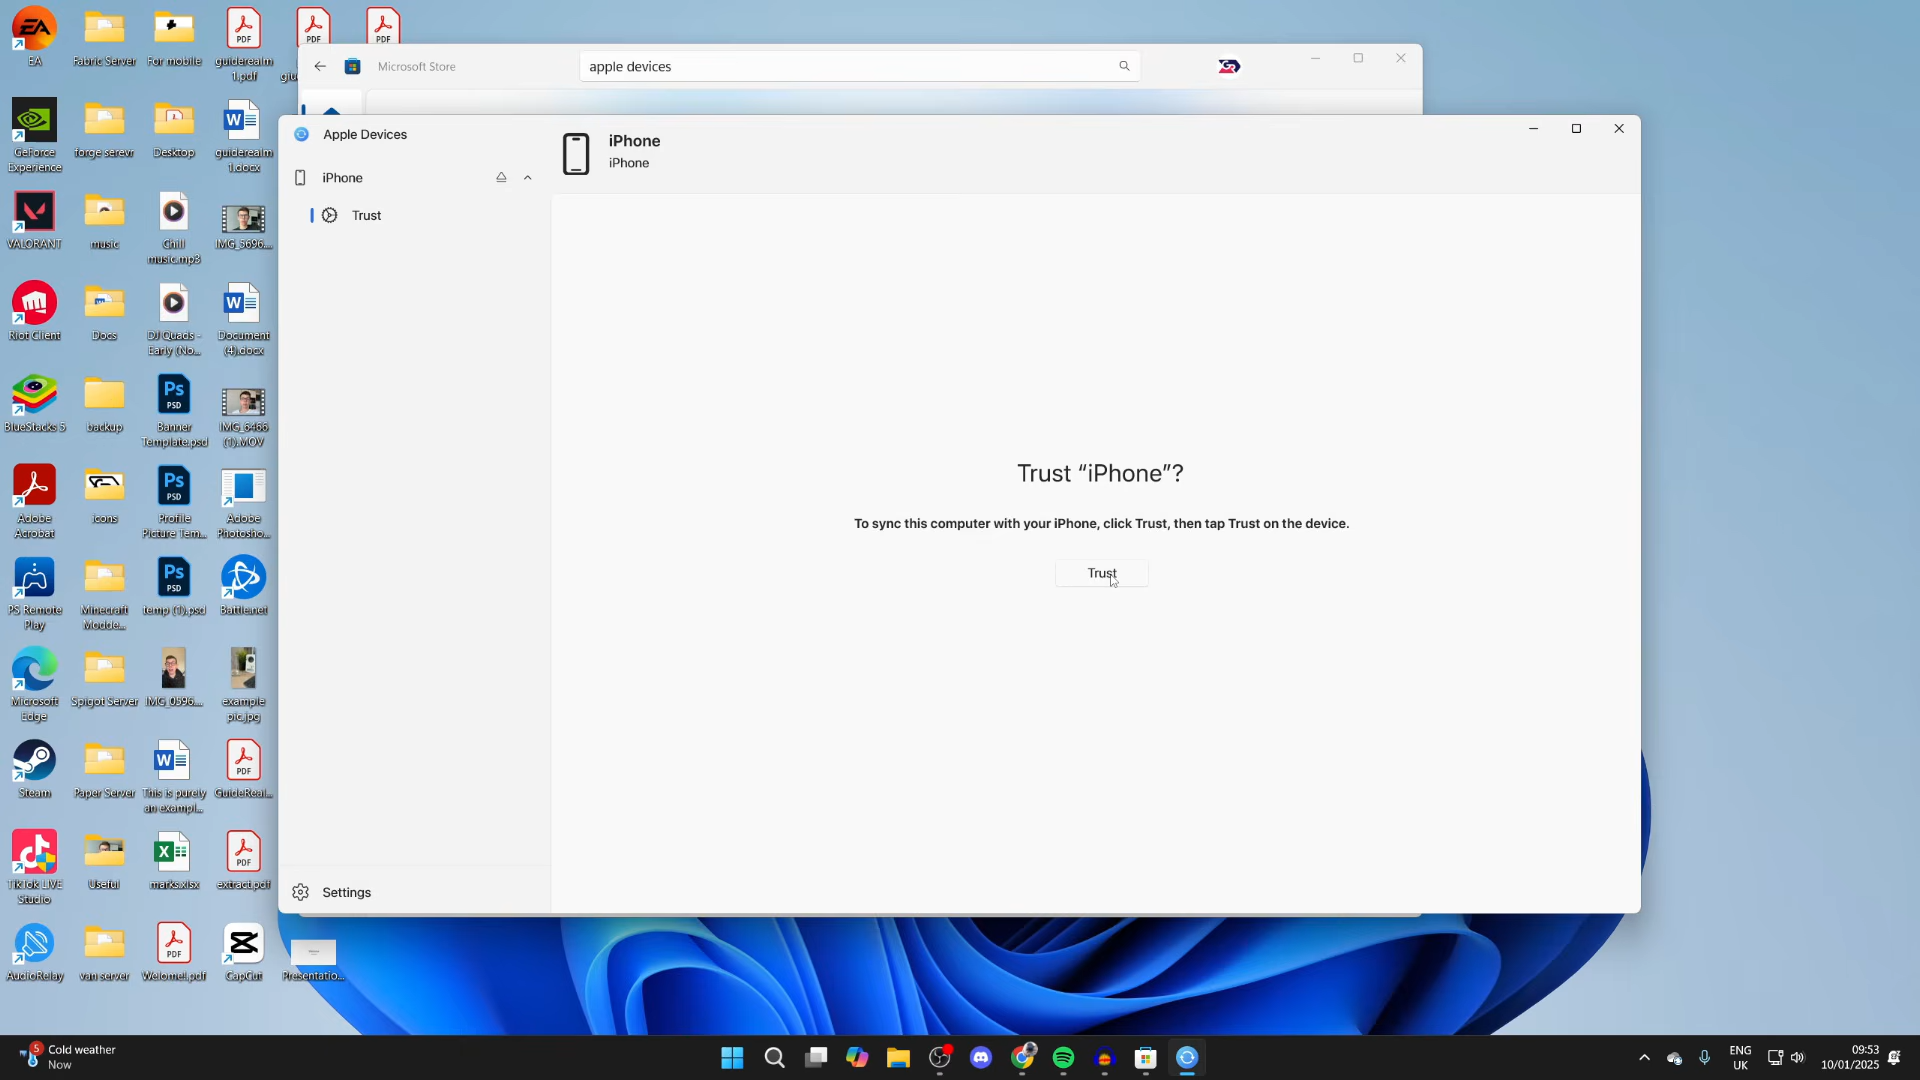 EA
Fabric Server
For mobile
guiderealm
1.pdf
Microsoft Store
apple devices
Apple Devices
iPhone
iPhone
iPhone
Trust
GeForce
Experience
forge serevr
Desktop
guiderealm
1.docx
VALORANT
music
Chill
music.mp3
IMG_5696....
Riot Client
Docs
DJ Quads -
Early (No...
Document
(4).docx
BlueStacks 5
backup
Banner
Template.psd
IMG_6466
(1).MOV
Trust “iPhone”?
To sync this computer with your iPhone, click Trust, then tap Trust on the device.
Trust
Adobe
Acrobat
icons
Profile
Picture Tem...
Adobe
Photosho...
PS Remote
Play
Minecraft
Modde...
temp (1).psd
Battle.net
Microsoft
Edge
Spigot Server
IMG_0596....
example
pic.jpg
Steam
Paper Server
This is purely
an exampl...
GuideReal...
TikTok LIVE
Studio
Useful
marks.xlsx
extract.pdf
Settings
AudioRelay
van server
Welome!.pdf
CapCut
Presentatio...
5
Cold weather
Now
ENG
UK
09:53
10/01/2025